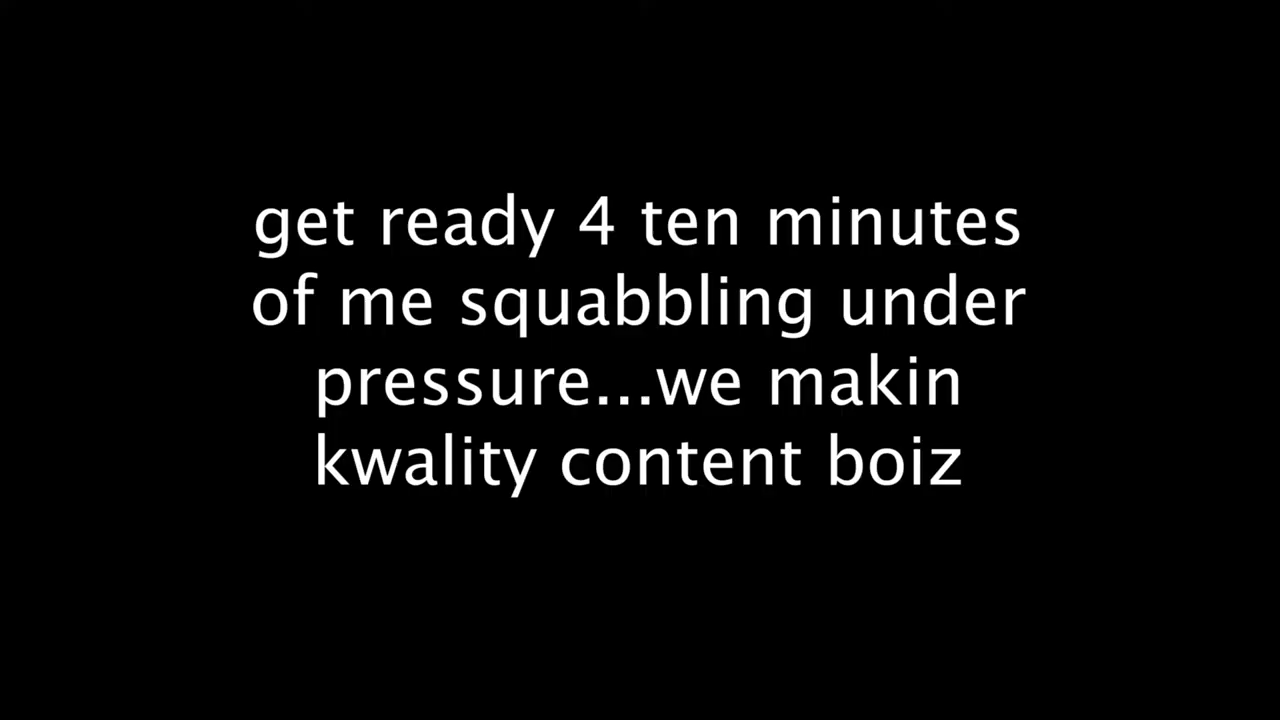 get ready 4 ten minutes
of me squabbling under
pressure...we makin
kwality content boiz